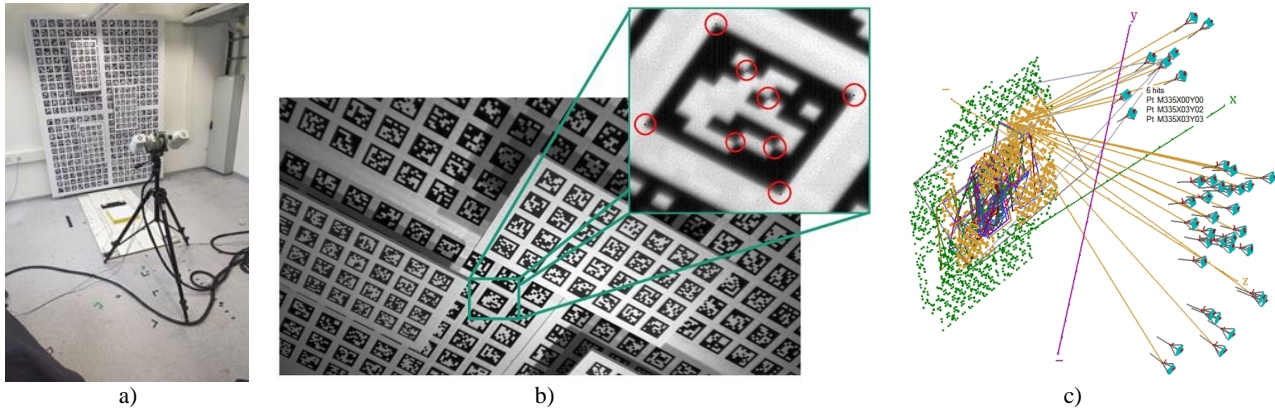 y
x
6 hits
Pt M335X00Y00
Pt M335X03Y02
Pt M335X03Y03
z
a)
b)
c)